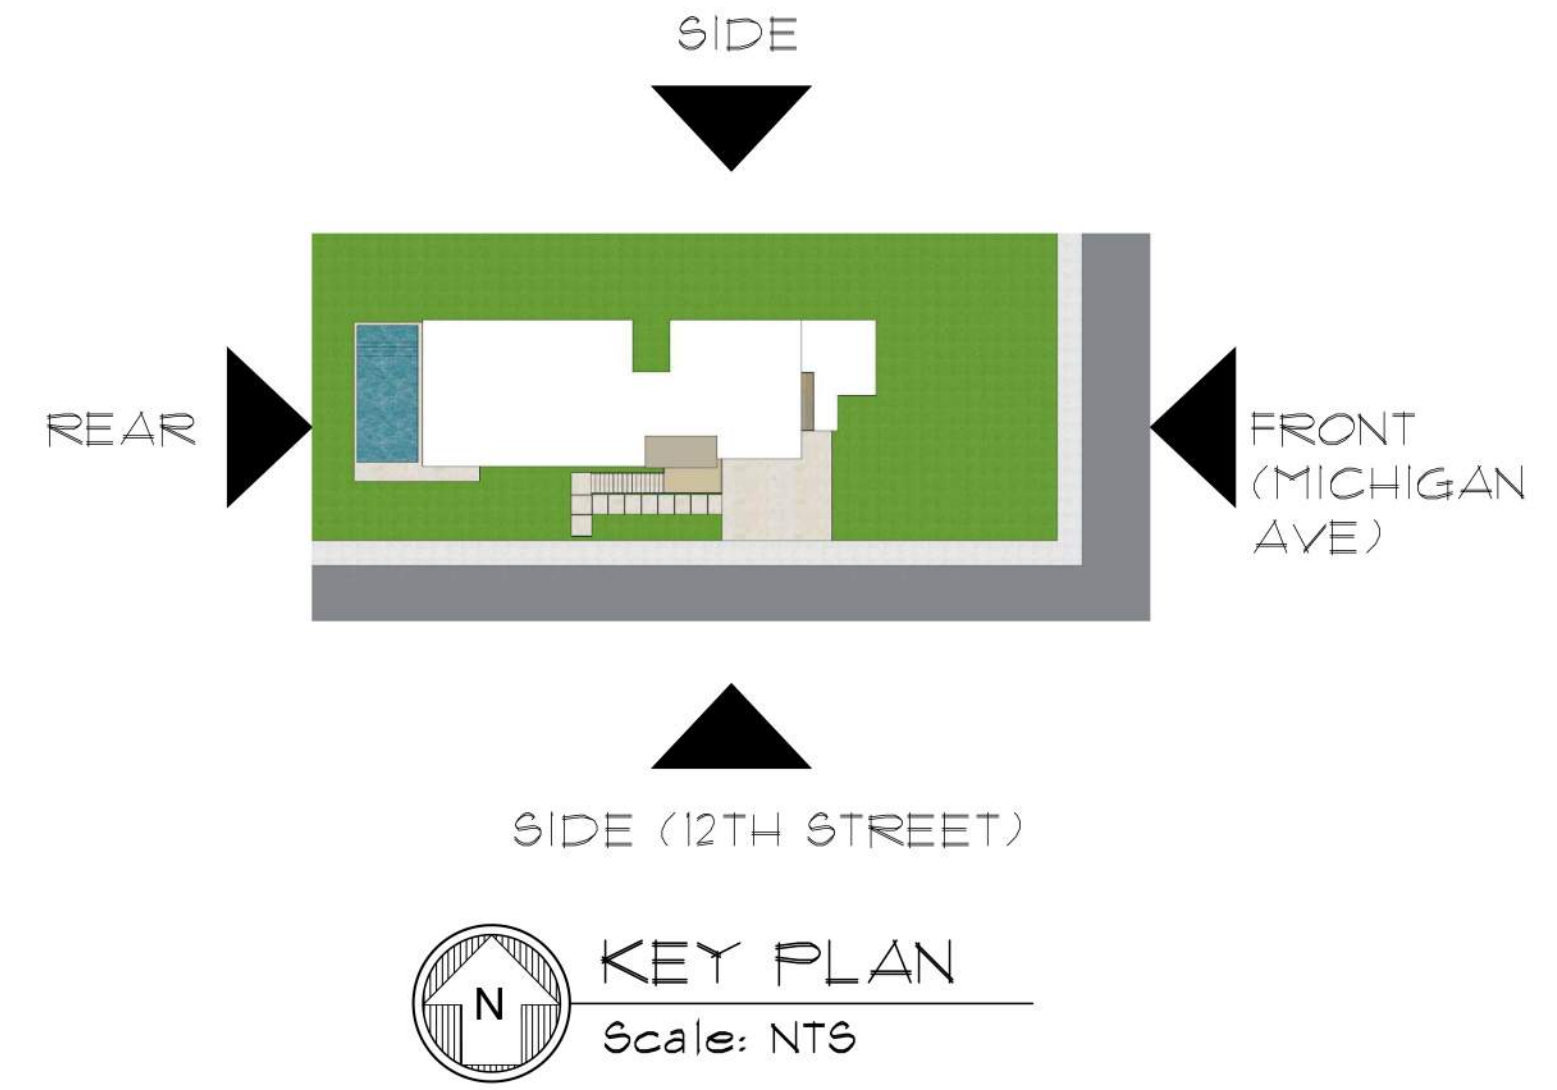 SIDE
REAR
FRONT
(MICHIGAN
AVE)
SIDE (12TH STREET)
N
KEY PLAN
Scale: NTS